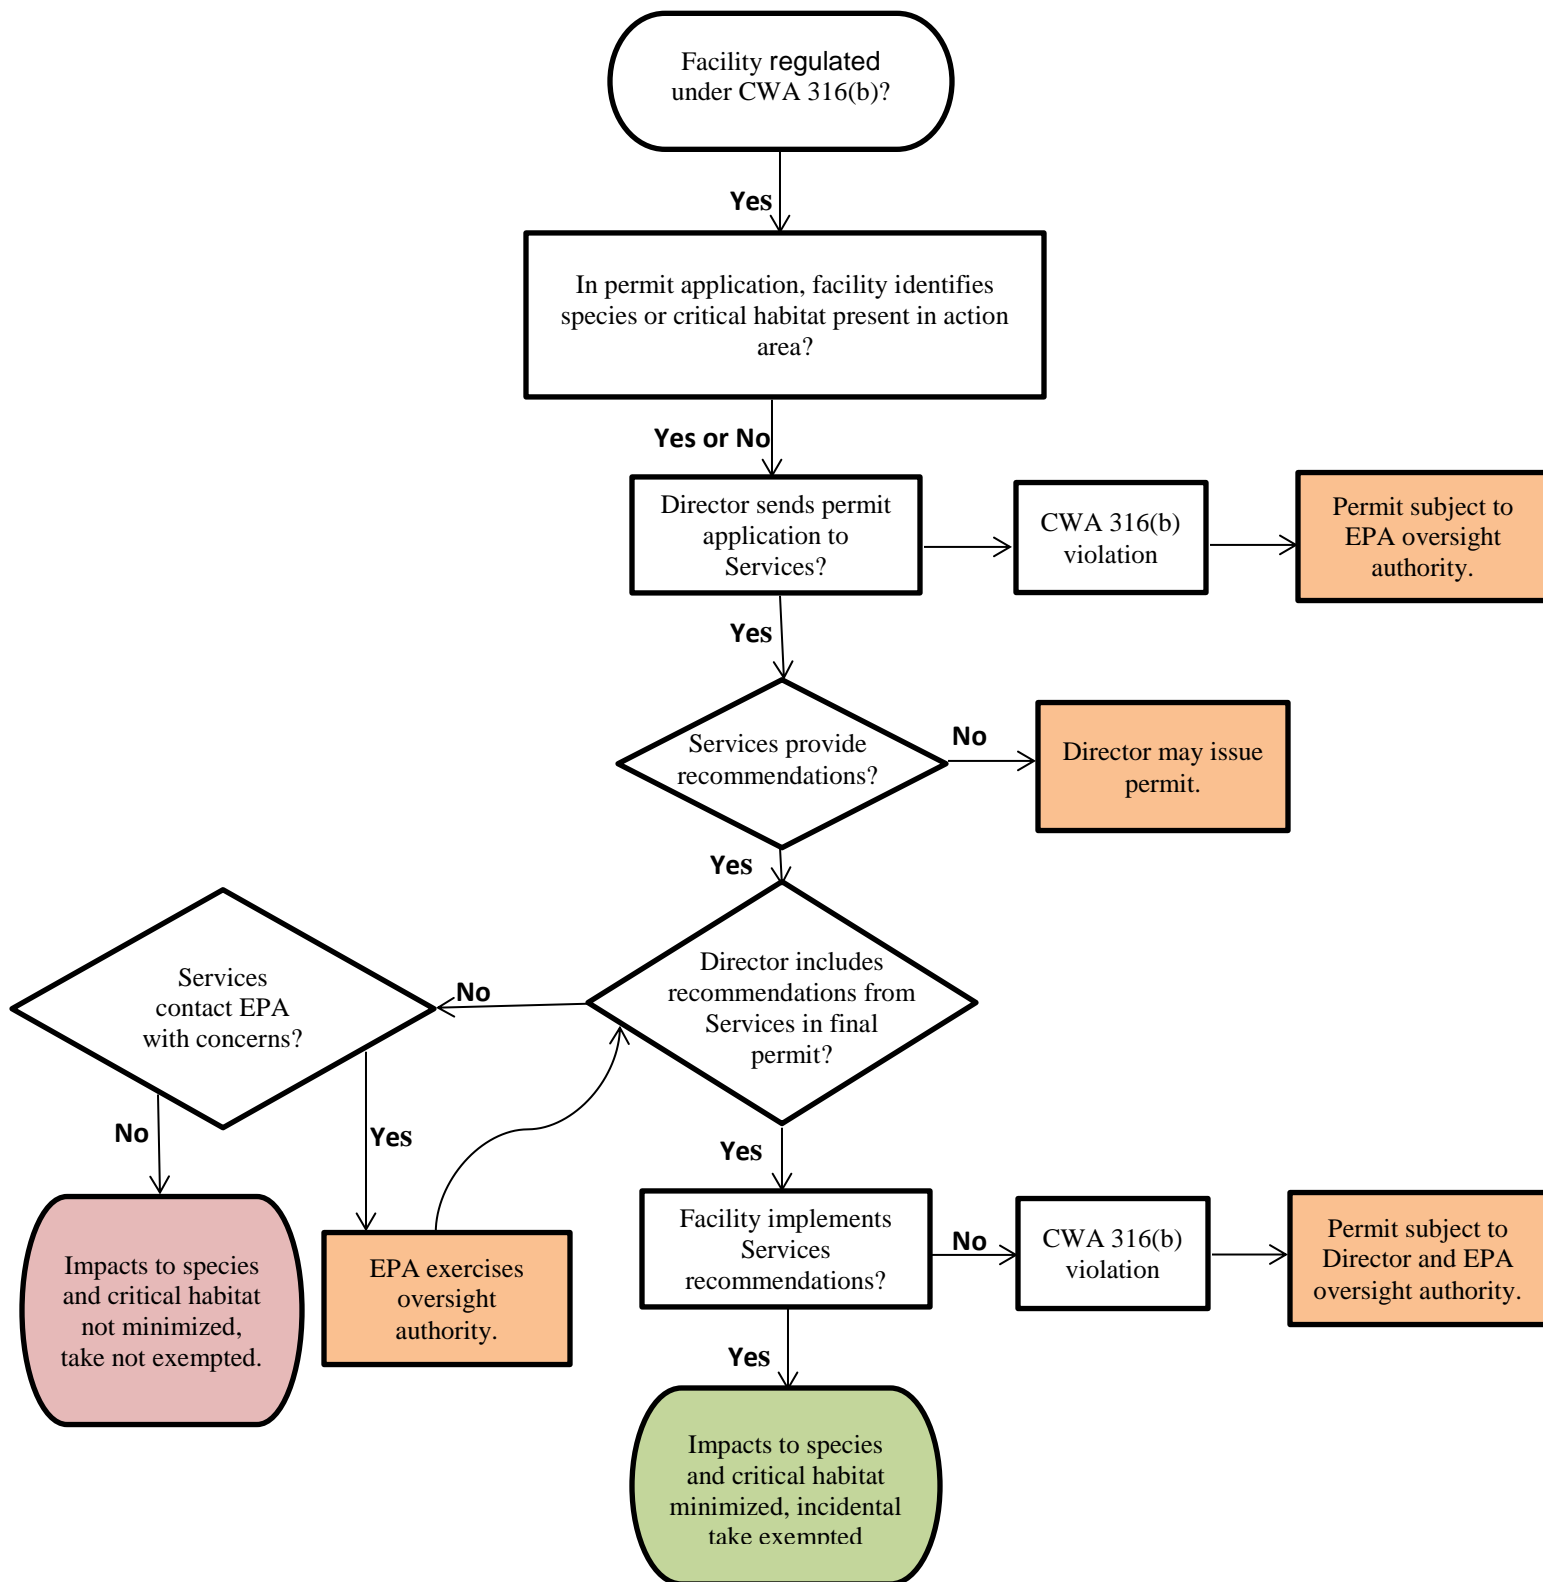 Facility regulated
under CWA 316(b)?
Yes
In permit application, facility identifies
species or critical habitat present in action
area?
Yes or No
Director sends permit
application to
Services?
CWA 316(b)
violation
Permit subject to
EPA oversight
authority.
Yes
Services provide
recommendations?
No
Director may issue
permit.
Yes
Director includes
recommendations from
Services in final
permit?
No
Services
contact EPA
with concerns?
No
Yes
Impacts to species
and critical habitat
not minimized,
take not exempted.
EPA exercises
oversight
authority.
Yes
Facility implements
Services
recommendations?
No
CWA 316(b)
violation
Permit subject to
Director and EPA
oversight authority.
Yes
Impacts to species
and critical habitat
minimized, incidental
take exempted